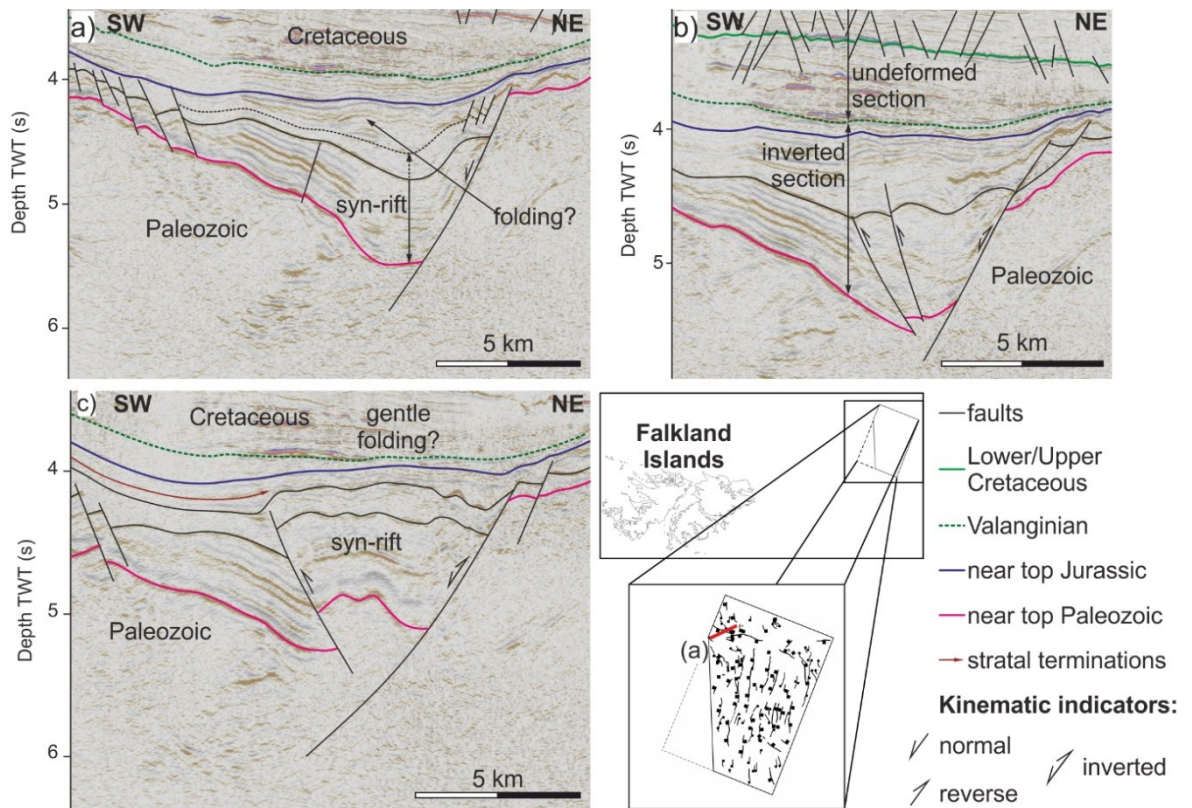 a)
SW
NE
Cretaceous
4
5
6
Depth TWT (s)
syn-rift
folding?
Paleozoic
5 km
b)
SW
NE
undeformed
section
4
inverted
section
5
Depth TWT (s)
Paleozoic
5 km
c)
SW
NE
Cretaceous
gentle
folding?
4
5
6
Depth TWT (s)
syn-rift
Paleozoic
5 km
Falkland
Islands
(a)
faults
Lower/Upper
Cretaceous
Valanginian
near top Jurassic
near top Paleozoic
stratal terminations
Kinematic indicators:
normal
inverted
reverse